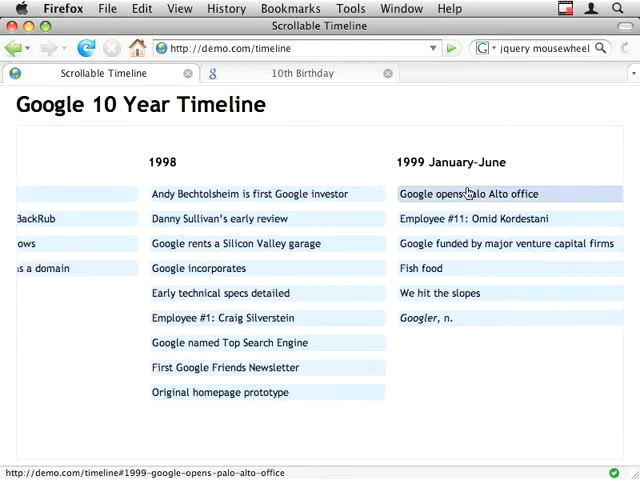 Firefox File Edit View History Bookmarks Tools Window Help
Scrollable Timeline
http://demo.com/timeline
jquery mousewheel
Scrollable Timeline
10th Birthday
Google 10 Year Timeline
BackRub
ows
as a domain
1998
Andy Bechtolsheim is first Google investor
Danny Sullivan's early review
Google rents a Silicon Valley garage
Google incorporates
Early technical specs detailed
Employee #1: Craig Silverstein
Google named Top Search Engine
First Google Friends Newsletter
Original homepage prototype
1999 January-June
Google opens Palo Alto office
Employee #11: Omid Kordestani
Google funded by major venture capital firms
Fish food
We hit the slopes
Googler, n.
http://demo.com/timeline#1999-google-opens-palo-alto-office